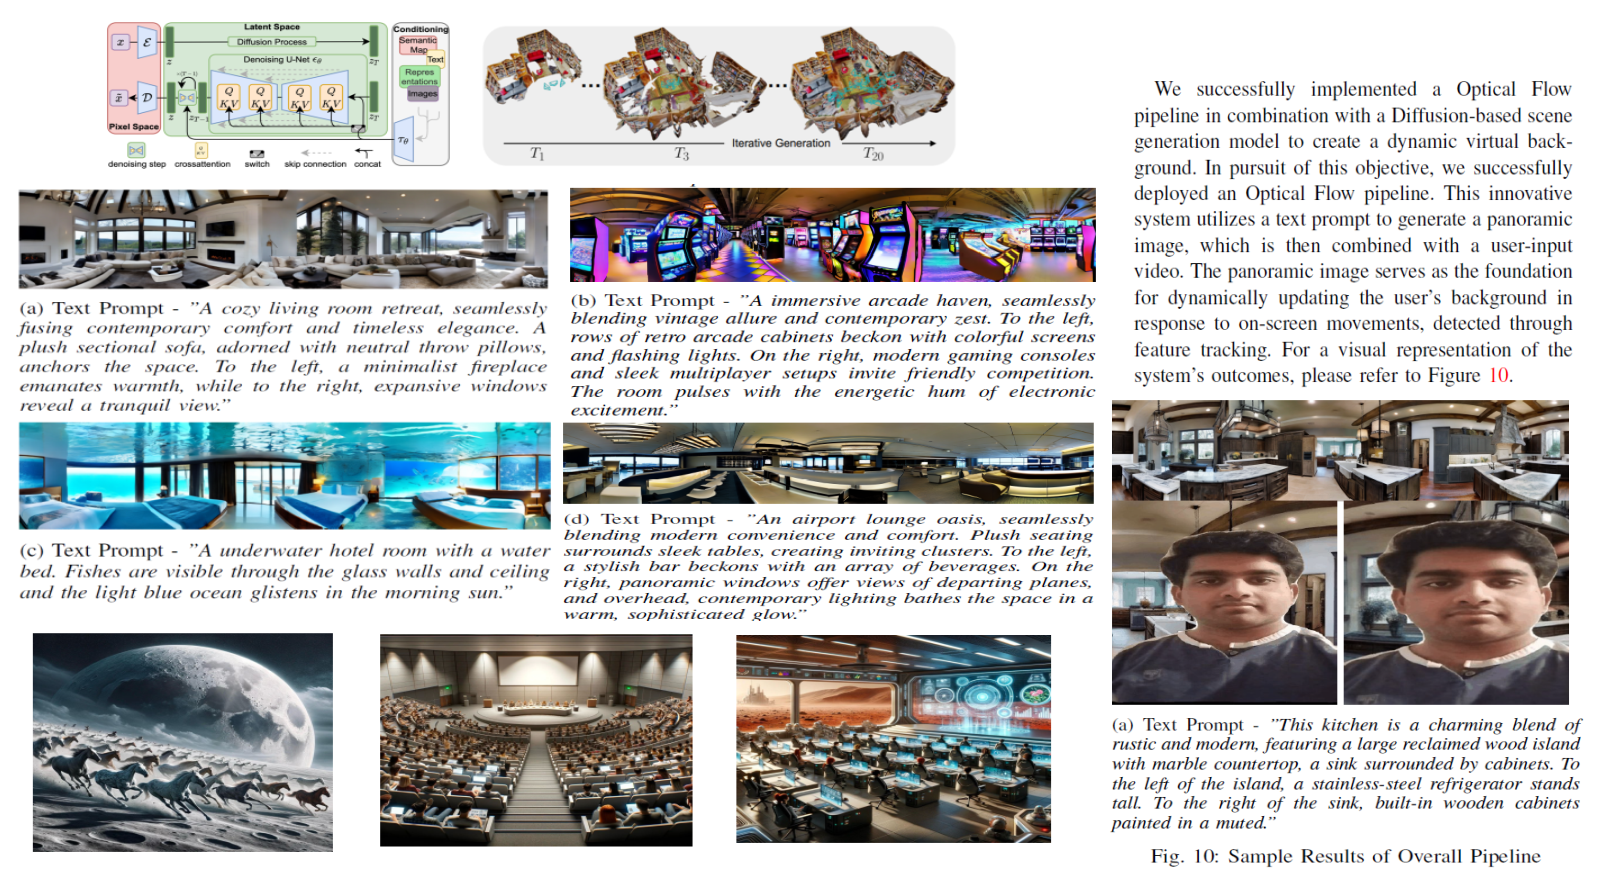 Latent Space
Conditioning
Semantic
Map
Text
Repres
entations
Images
x
ℰ
Diffusion Process
Denoising U-Net ϵθ
z
zT
×(T−1)
Q
K,V
Q
K,V
Q
K,V
Q
K,V
x̃
𝒟
z
zT−1
zT
τθ
Pixel Space
denoising step
crossattention
switch
skip connection
concat
Iterative Generation
T1
T3
T20
(a) Text Prompt - ”A cozy living room retreat, seamlessly
fusing contemporary comfort and timeless elegance. A
plush sectional sofa, adorned with neutral throw pillows,
anchors the space. To the left, a minimalist fireplace
emanates warmth, while to the right, expansive windows
reveal a tranquil view.”
(b) Text Prompt - ”A immersive arcade haven, seamlessly
blending vintage allure and contemporary zest. To the left,
rows of retro arcade cabinets beckon with colorful screens
and flashing lights. On the right, modern gaming consoles
and sleek multiplayer setups invite friendly competition.
The room pulses with the energetic hum of electronic
excitement.”
(c) Text Prompt - ”A underwater hotel room with a water
bed. Fishes are visible through the glass walls and ceiling
and the light blue ocean glistens in the morning sun.”
(d) Text Prompt - ”An airport lounge oasis, seamlessly
blending modern convenience and comfort. Plush seating
surrounds sleek tables, creating inviting clusters. To the left,
a stylish bar beckons with an array of beverages. On the
right, panoramic windows offer views of departing planes,
and overhead, contemporary lighting bathes the space in a
warm, sophisticated glow.”
We successfully implemented a Optical Flow
pipeline in combination with a Diffusion-based scene
generation model to create a dynamic virtual back-
ground. In pursuit of this objective, we successfully
deployed an Optical Flow pipeline. This innovative
system utilizes a text prompt to generate a panoramic
image, which is then combined with a user-input
video. The panoramic image serves as the foundation
for dynamically updating the user’s background in
response to on-screen movements, detected through
feature tracking. For a visual representation of the
system’s outcomes, please refer to Figure 10.
(a) Text Prompt - ”This kitchen is a charming blend of
rustic and modern, featuring a large reclaimed wood island
with marble countertop, a sink surrounded by cabinets. To
the left of the island, a stainless-steel refrigerator stands
tall. To the right of the sink, built-in wooden cabinets
painted in a muted.”
Fig. 10: Sample Results of Overall Pipeline